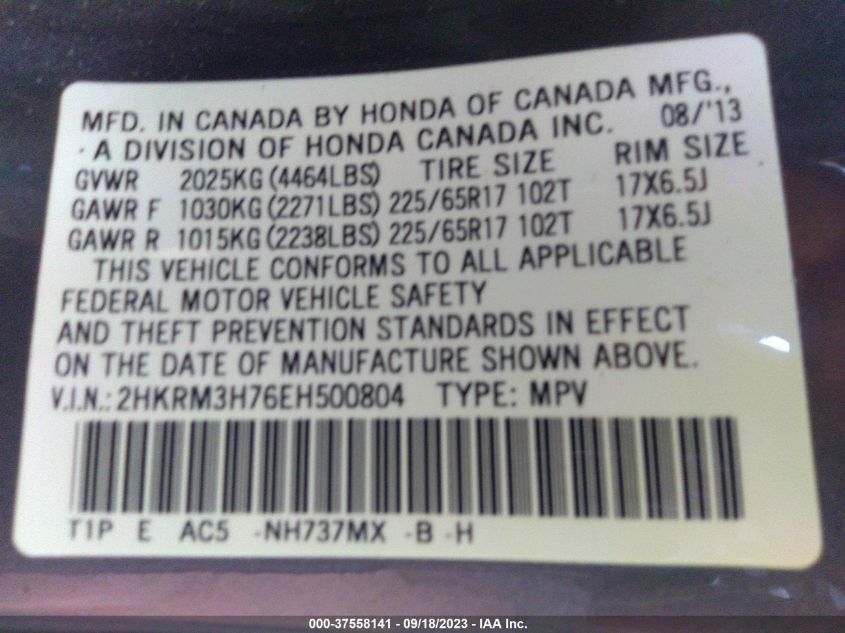 MFD. IN CANADA BY HONDA OF CANADA MFG.,
· A DIVISION OF HONDA CANADA INC. 08/'13
GVWR 2025KG (4464LBS) TIRE SIZE RIM SIZE
GAWR F 1030KG (2271LBS) 225/65R17 102T 17X6.5J
GAWR R 1015KG (2238LBS) 225/65R17 102T 17X6.5J
THIS VEHICLE CONFORMS TO ALL APPLICABLE
FEDERAL MOTOR VEHICLE SAFETY
AND THEFT PREVENTION STANDARDS IN EFFECT
ON THE DATE OF MANUFACTURE SHOWN ABOVE.
V.I.N.: 2HKRM3H76EH500804 TYPE: MPV
T1P E AC5 -NH737MX -B -H
000-37558141 - 09/18/2023 - IAA Inc.